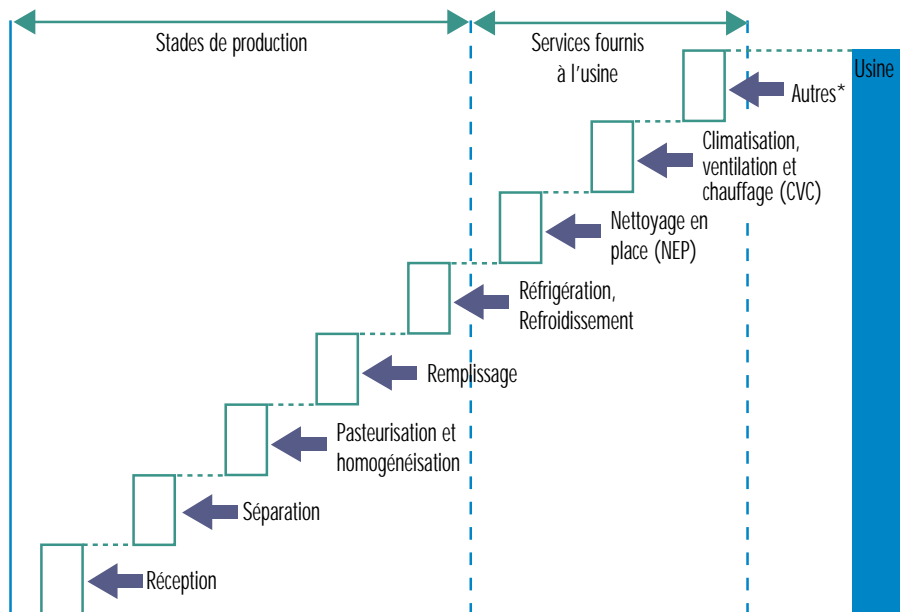 Stades de production
Services fournis
à l'usine
Usine
Autres*
Climatisation,
ventilation et
chauffage (CVC)
Nettoyage en
place (NEP)
Réfrigération,
Refroidissement
Remplissage
Pasteurisation et
homogénéisation
Séparation
Réception